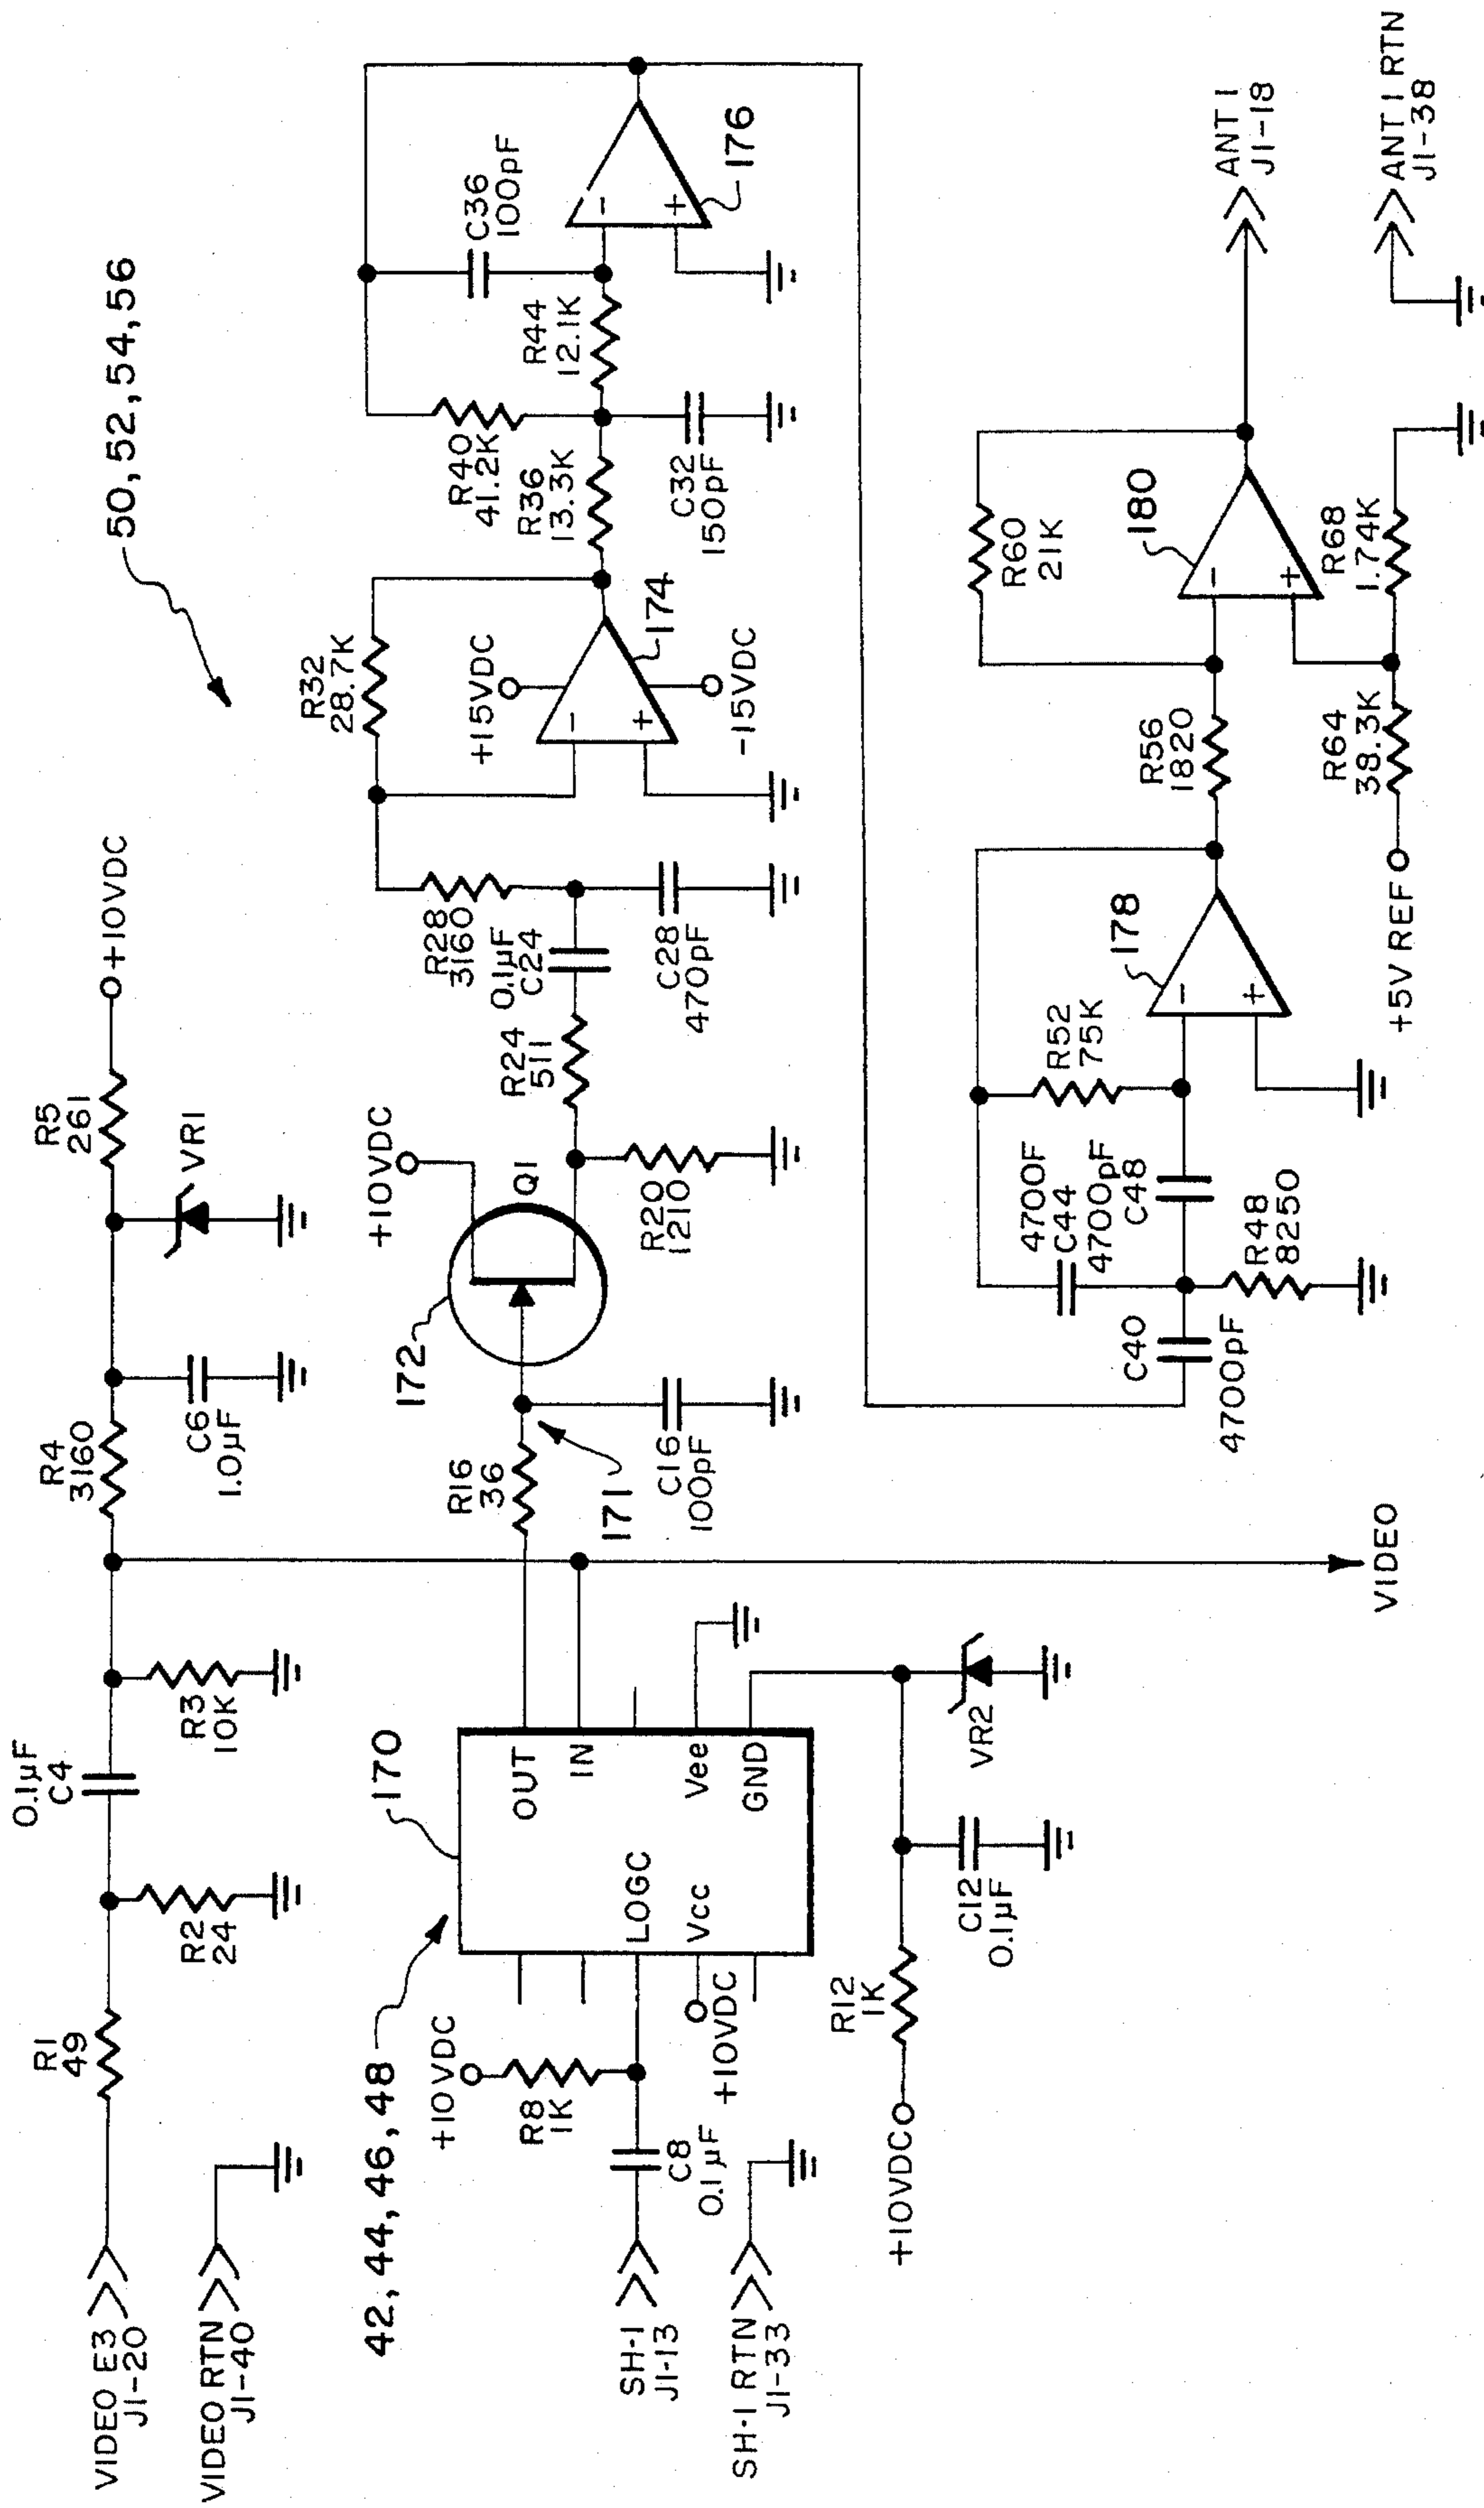 50, 52, 54, 56
VIDEO E3
J1-20
VIDEO RTN
J1-40
R1
49
R2
24
0.1µF
C4
R3
10K
R4
3160
C6
1.0µF
VR1
R5
261
+10VDC
42, 44, 46, 48
170
OUT
IN
LOGC
Vcc
Vee
GND
+10VDC
R8
1K
C8
0.1µF
+10VDC
SH-1
J1-13
SH-1 RTN
J1-33
+10VDC
R12
1K
C12
0.1µF
VR2
VIDEO
R16
36
171
C16
100pF
172
+10VDC
Q1
R20
1210
R24
511
0.1µF
C24
R28
3160
C28
470pF
R32
28.7K
+15VDC
-
+
174
-15VDC
R36
13.3K
R40
41.2K
C32
150pF
R44
12.1K
C36
100pF
-
+
176
C40
4700pF
4700F
C44
4700pF
C48
R48
8250
R52
75K
-
+
178
R56
1820
R60
21K
-
+
180
+5V REF
R64
38.3K
R68
1.74K
ANT 1
J1-18
ANT 1 RTN
J1-38